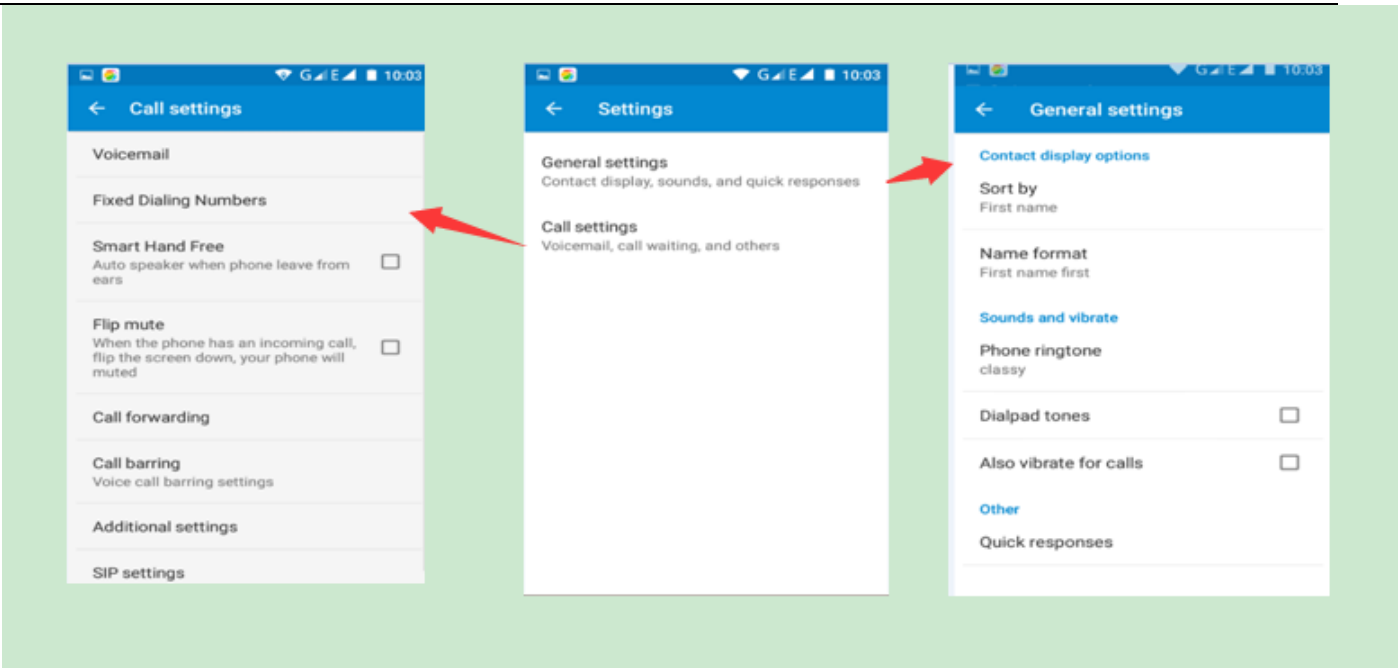 G E 10:03
Call settings
Voicemail
Fixed Dialing Numbers
Smart Hand Free
Auto speaker when phone leave from
ears
Flip mute
When the phone has an incoming call,
flip the screen down, your phone will
muted
Call forwarding
Call barring
Voice call barring settings
Additional settings
SIP settings
G E 10:03
Settings
General settings
Contact display, sounds, and quick responses
Call settings
Voicemail, call waiting, and others
G E 10:03
General settings
Contact display options
Sort by
First name
Name format
First name first
Sounds and vibrate
Phone ringtone
classy
Dialpad tones
Also vibrate for calls
Other
Quick responses